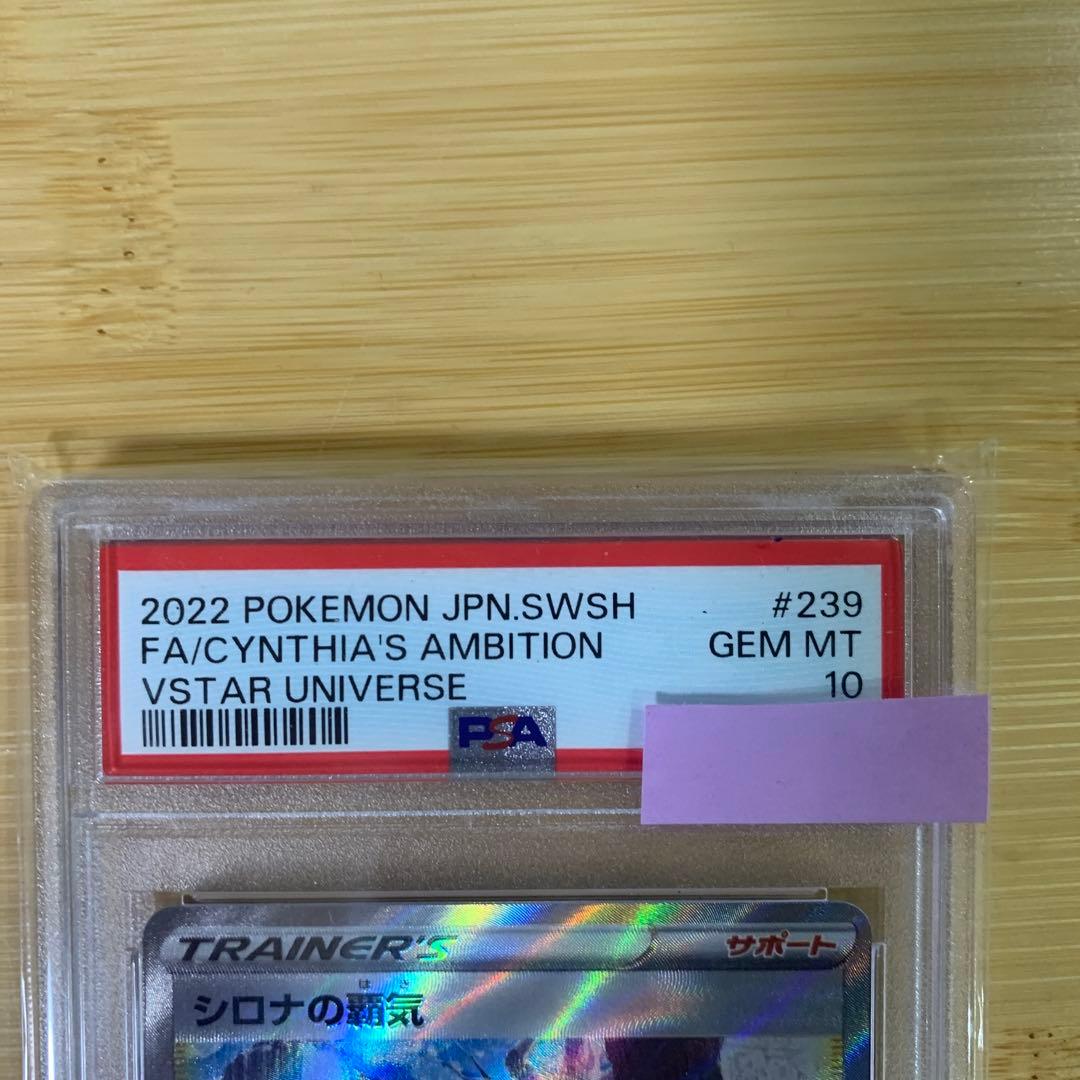 2022 POKEMON JPN.SWSH #239
FA/CYNTHIA'S AMBITION GEM MT
VSTAR UNIVERSE 10
PSA
TRAINER'S サポート
はき
シロナの覇気